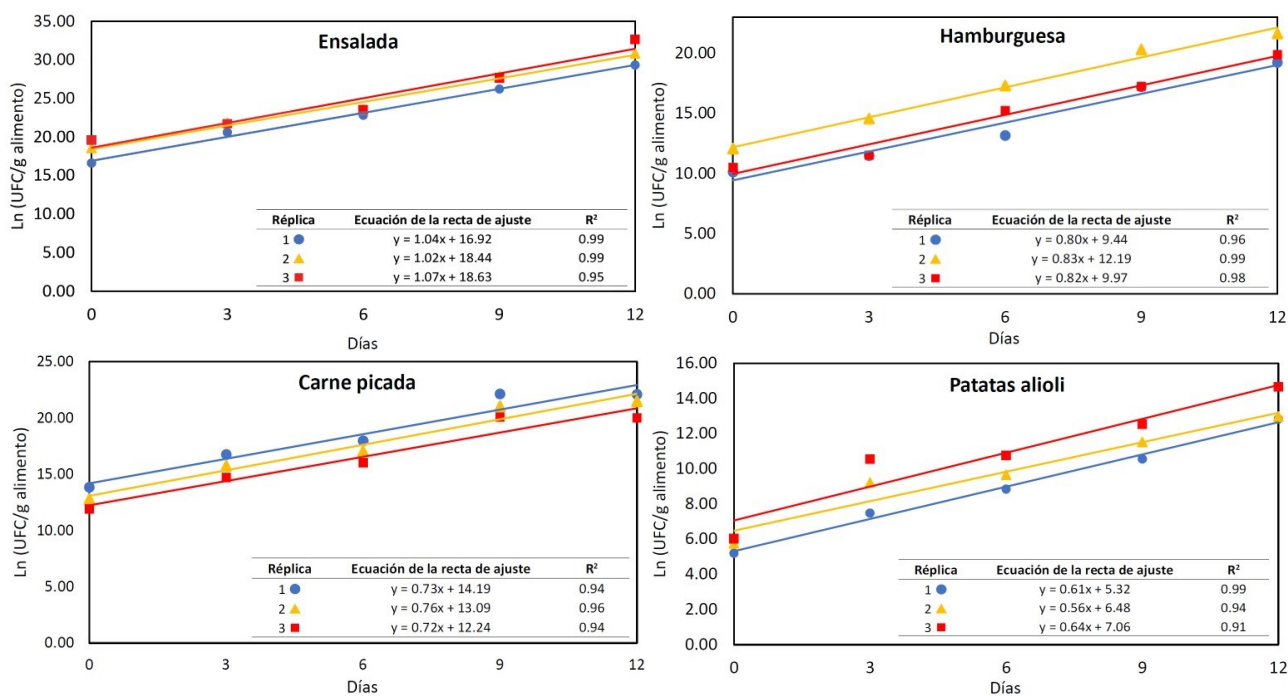 Ensalada
Ln (UFC/g alimento)
35.00
30.00
25.00
20.00
15.00
10.00
5.00
0.00
Réplica Ecuación de la recta de ajuste R²
1 y = 1.04x + 16.92 0.99
2 y = 1.02x + 18.44 0.99
3 y = 1.07x + 18.63 0.95
0 3 6 9 12
Días
Hamburguesa
Ln (UFC/g alimento)
20.00
15.00
10.00
5.00
0.00
Réplica Ecuación de la recta de ajuste R²
1 y = 0.80x + 9.44 0.96
2 y = 0.83x + 12.19 0.99
3 y = 0.82x + 9.97 0.98
0 3 6 9 12
Días
Carne picada
Ln (UFC/g alimento)
25.00
20.00
15.00
10.00
5.00
0.00
Réplica Ecuación de la recta de ajuste R²
1 y = 0.73x + 14.19 0.94
2 y = 0.76x + 13.09 0.96
3 y = 0.72x + 12.24 0.94
0 3 6 9 12
Días
Patatas alioli
Ln (UFC/g alimento)
16.00
14.00
12.00
10.00
8.00
6.00
4.00
2.00
0.00
Réplica Ecuación de la recta de ajuste R²
1 y = 0.61x + 5.32 0.99
2 y = 0.56x + 6.48 0.94
3 y = 0.64x + 7.06 0.91
0 3 6 9 12
Días